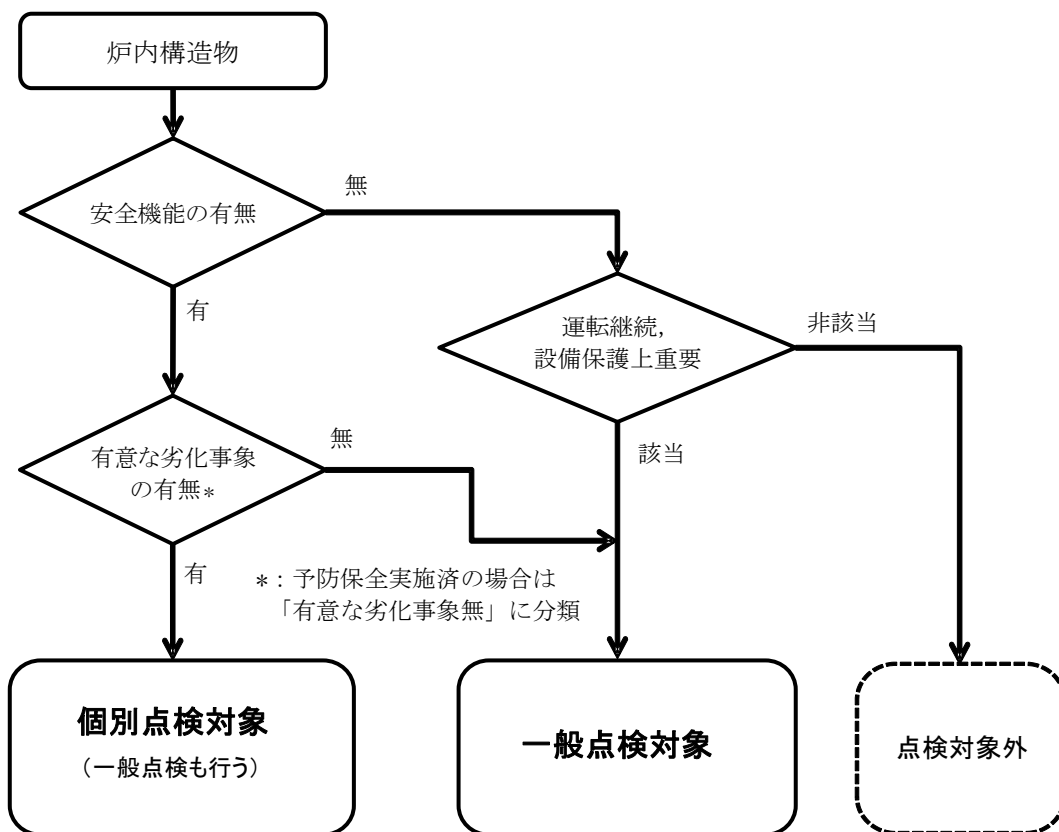 炉内構造物
安全機能の有無
無
有
運転継続,
設備保護上重要
非該当
該当
有意な劣化事象
の有無*
無
有
*：予防保全実施済の場合は
「有意な劣化事象無」に分類
個別点検対象
（一般点検も行う）
一般点検対象
点検対象外